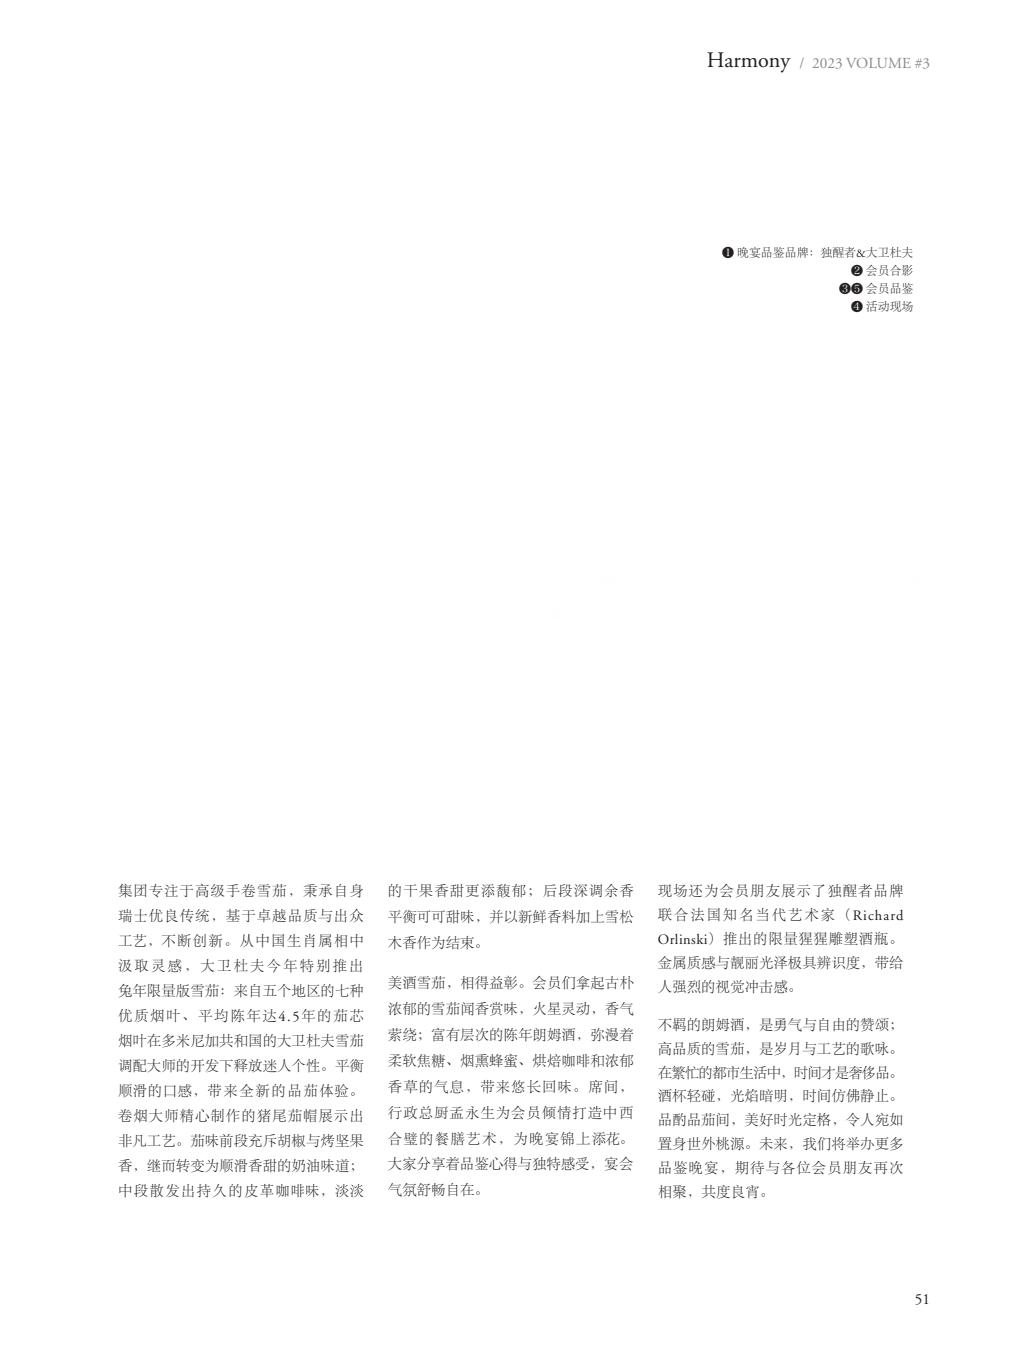 Harmony / 2023 VOLUME #3
❶ 晚宴品鉴品牌：独醒者&大卫杜夫
❷ 会员合影
❸❺ 会员品鉴
❹ 活动现场
集团专注于高级手卷雪茄，秉承自身
瑞士优良传统，基于卓越品质与出众
工艺，不断创新。从中国生肖属相中
汲取灵感，大卫杜夫今年特别推出
兔年限量版雪茄：来自五个地区的七种
优质烟叶、平均陈年达4.5年的茄芯
烟叶在多米尼加共和国的大卫杜夫雪茄
调配大师的开发下释放迷人个性。平衡
顺滑的口感，带来全新的品茄体验。
卷烟大师精心制作的猪尾茄帽展示出
非凡工艺。茄味前段充斥胡椒与烤坚果
香，继而转变为顺滑香甜的奶油味道；
中段散发出持久的皮革咖啡味，淡淡
的干果香甜更添馥郁；后段深调余香
平衡可可甜味，并以新鲜香料加上雪松
木香作为结束。
美酒雪茄，相得益彰。会员们拿起古朴
浓郁的雪茄闻香赏味，火星灵动，香气
萦绕；富有层次的陈年朗姆酒，弥漫着
柔软焦糖、烟熏蜂蜜、烘焙咖啡和浓郁
香草的气息，带来悠长回味。席间，
行政总厨孟永生为会员倾情打造中西
合璧的餐膳艺术，为晚宴锦上添花。
大家分享着品鉴心得与独特感受，宴会
气氛舒畅自在。
现场还为会员朋友展示了独醒者品牌
联合法国知名当代艺术家（Richard
Orlinski）推出的限量猩猩雕塑酒瓶。
金属质感与靓丽光泽极具辨识度，带给
人强烈的视觉冲击感。
不羁的朗姆酒，是勇气与自由的赞颂；
高品质的雪茄，是岁月与工艺的歌咏。
在繁忙的都市生活中，时间才是奢侈品。
酒杯轻碰，光焰暗明，时间仿佛静止。
品酌品茄间，美好时光定格，令人宛如
置身世外桃源。未来，我们将举办更多
品鉴晚宴，期待与各位会员朋友再次
相聚，共度良宵。
51